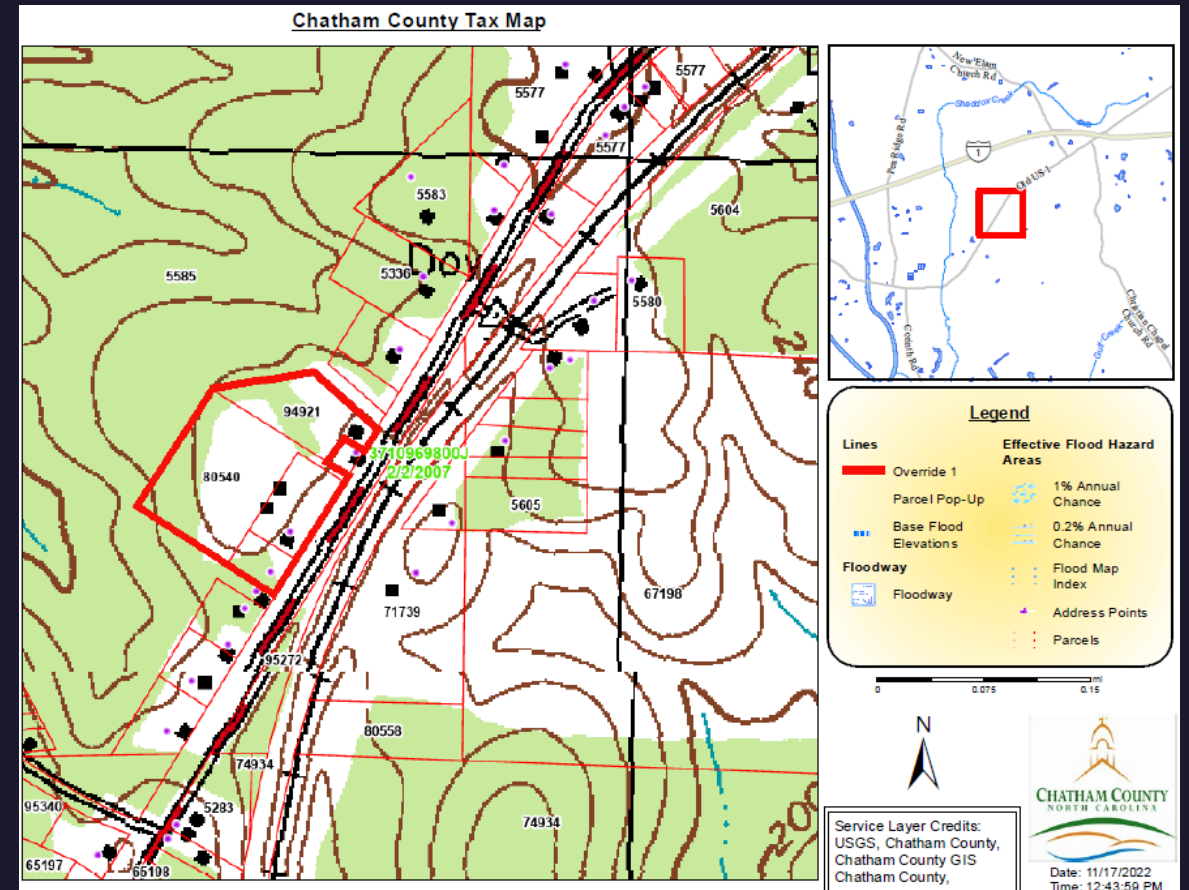 Chatham County Tax Map
5577
5577
5577
5583
5604
5585
5336
Doy
5580
94921
3710969800J
2/2/2007
80540
5605
67198
71739
95272
80558
74934
95340
5283
74934
65197
65198
New Elam
Church Rd
Shaddox Creek
Pea Ridge Rd
1
Old US 1
Corinth Rd
Christian Chapel
Church Rd
Gulf Creek
Legend
Lines
Override 1
Parcel Pop-Up
Base Flood
Elevations
Floodway
Floodway
Effective Flood Hazard
Areas
1% Annual
Chance
0.2% Annual
Chance
Flood Map
Index
Address Points
Parcels
mi
0 0.075 0.15
N
CHATHAM COUNTY
NORTH CAROLINA
Service Layer Credits:
USGS, Chatham County,
Chatham County GIS
Chatham County,
Date: 11/17/2022
Time: 12:43:59 PM